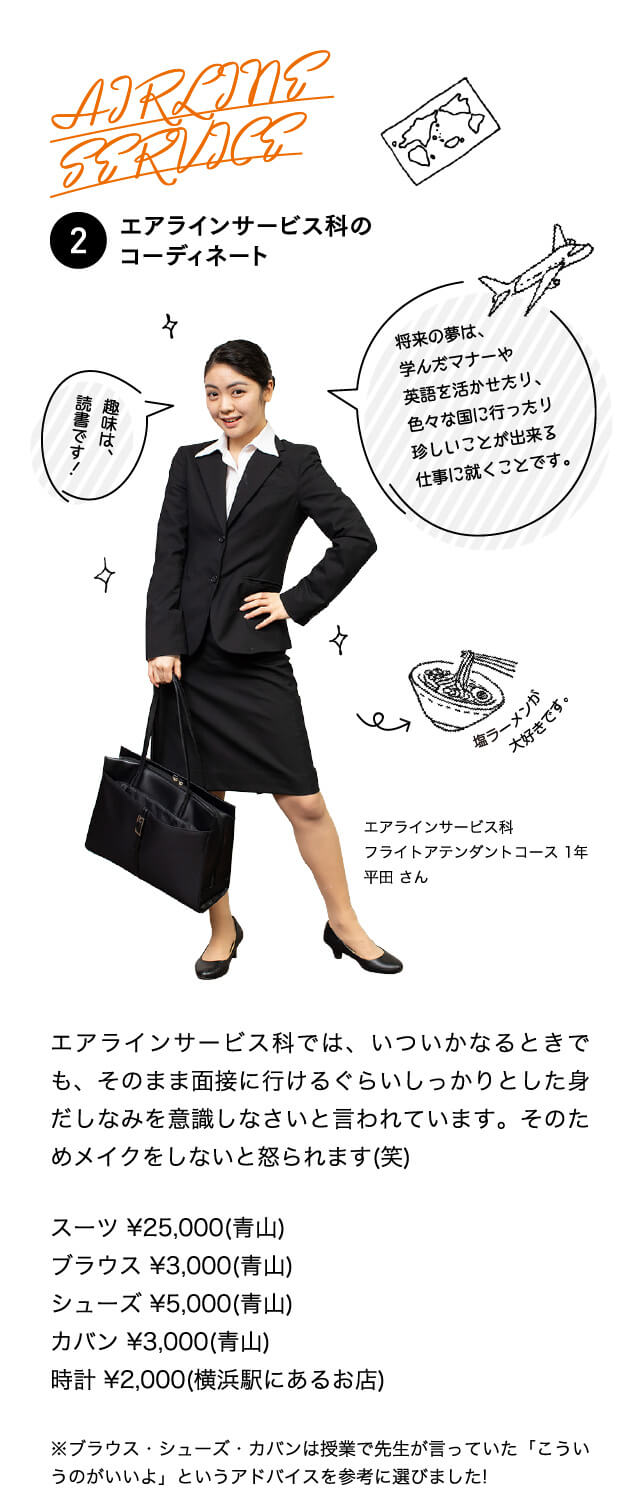 AIRLINE
SERVICE
2
エアラインサービス科の
コーディネート
将来の夢は、
学んだマナーや
英語を活かせたり、
色々な国に行ったり
珍しいことが出来る
仕事に就くことです。
趣味は、
読書です！
塩ラーメンが
大好きです。
エアラインサービス科
フライトアテンダントコース 1年
平田 さん
エアラインサービス科では、いついかなるときで
も、そのまま面接に行けるぐらいしっかりとした身
だしなみを意識しなさいと言われています。そのた
めメイクをしないと怒られます(笑)
スーツ ¥25,000(青山)
ブラウス ¥3,000(青山)
シューズ ¥5,000(青山)
カバン ¥3,000(青山)
時計 ¥2,000(横浜駅にあるお店)
※ブラウス・シューズ・カバンは授業で先生が言っていた「こうい
うのがいいよ」というアドバイスを参考に選びました!